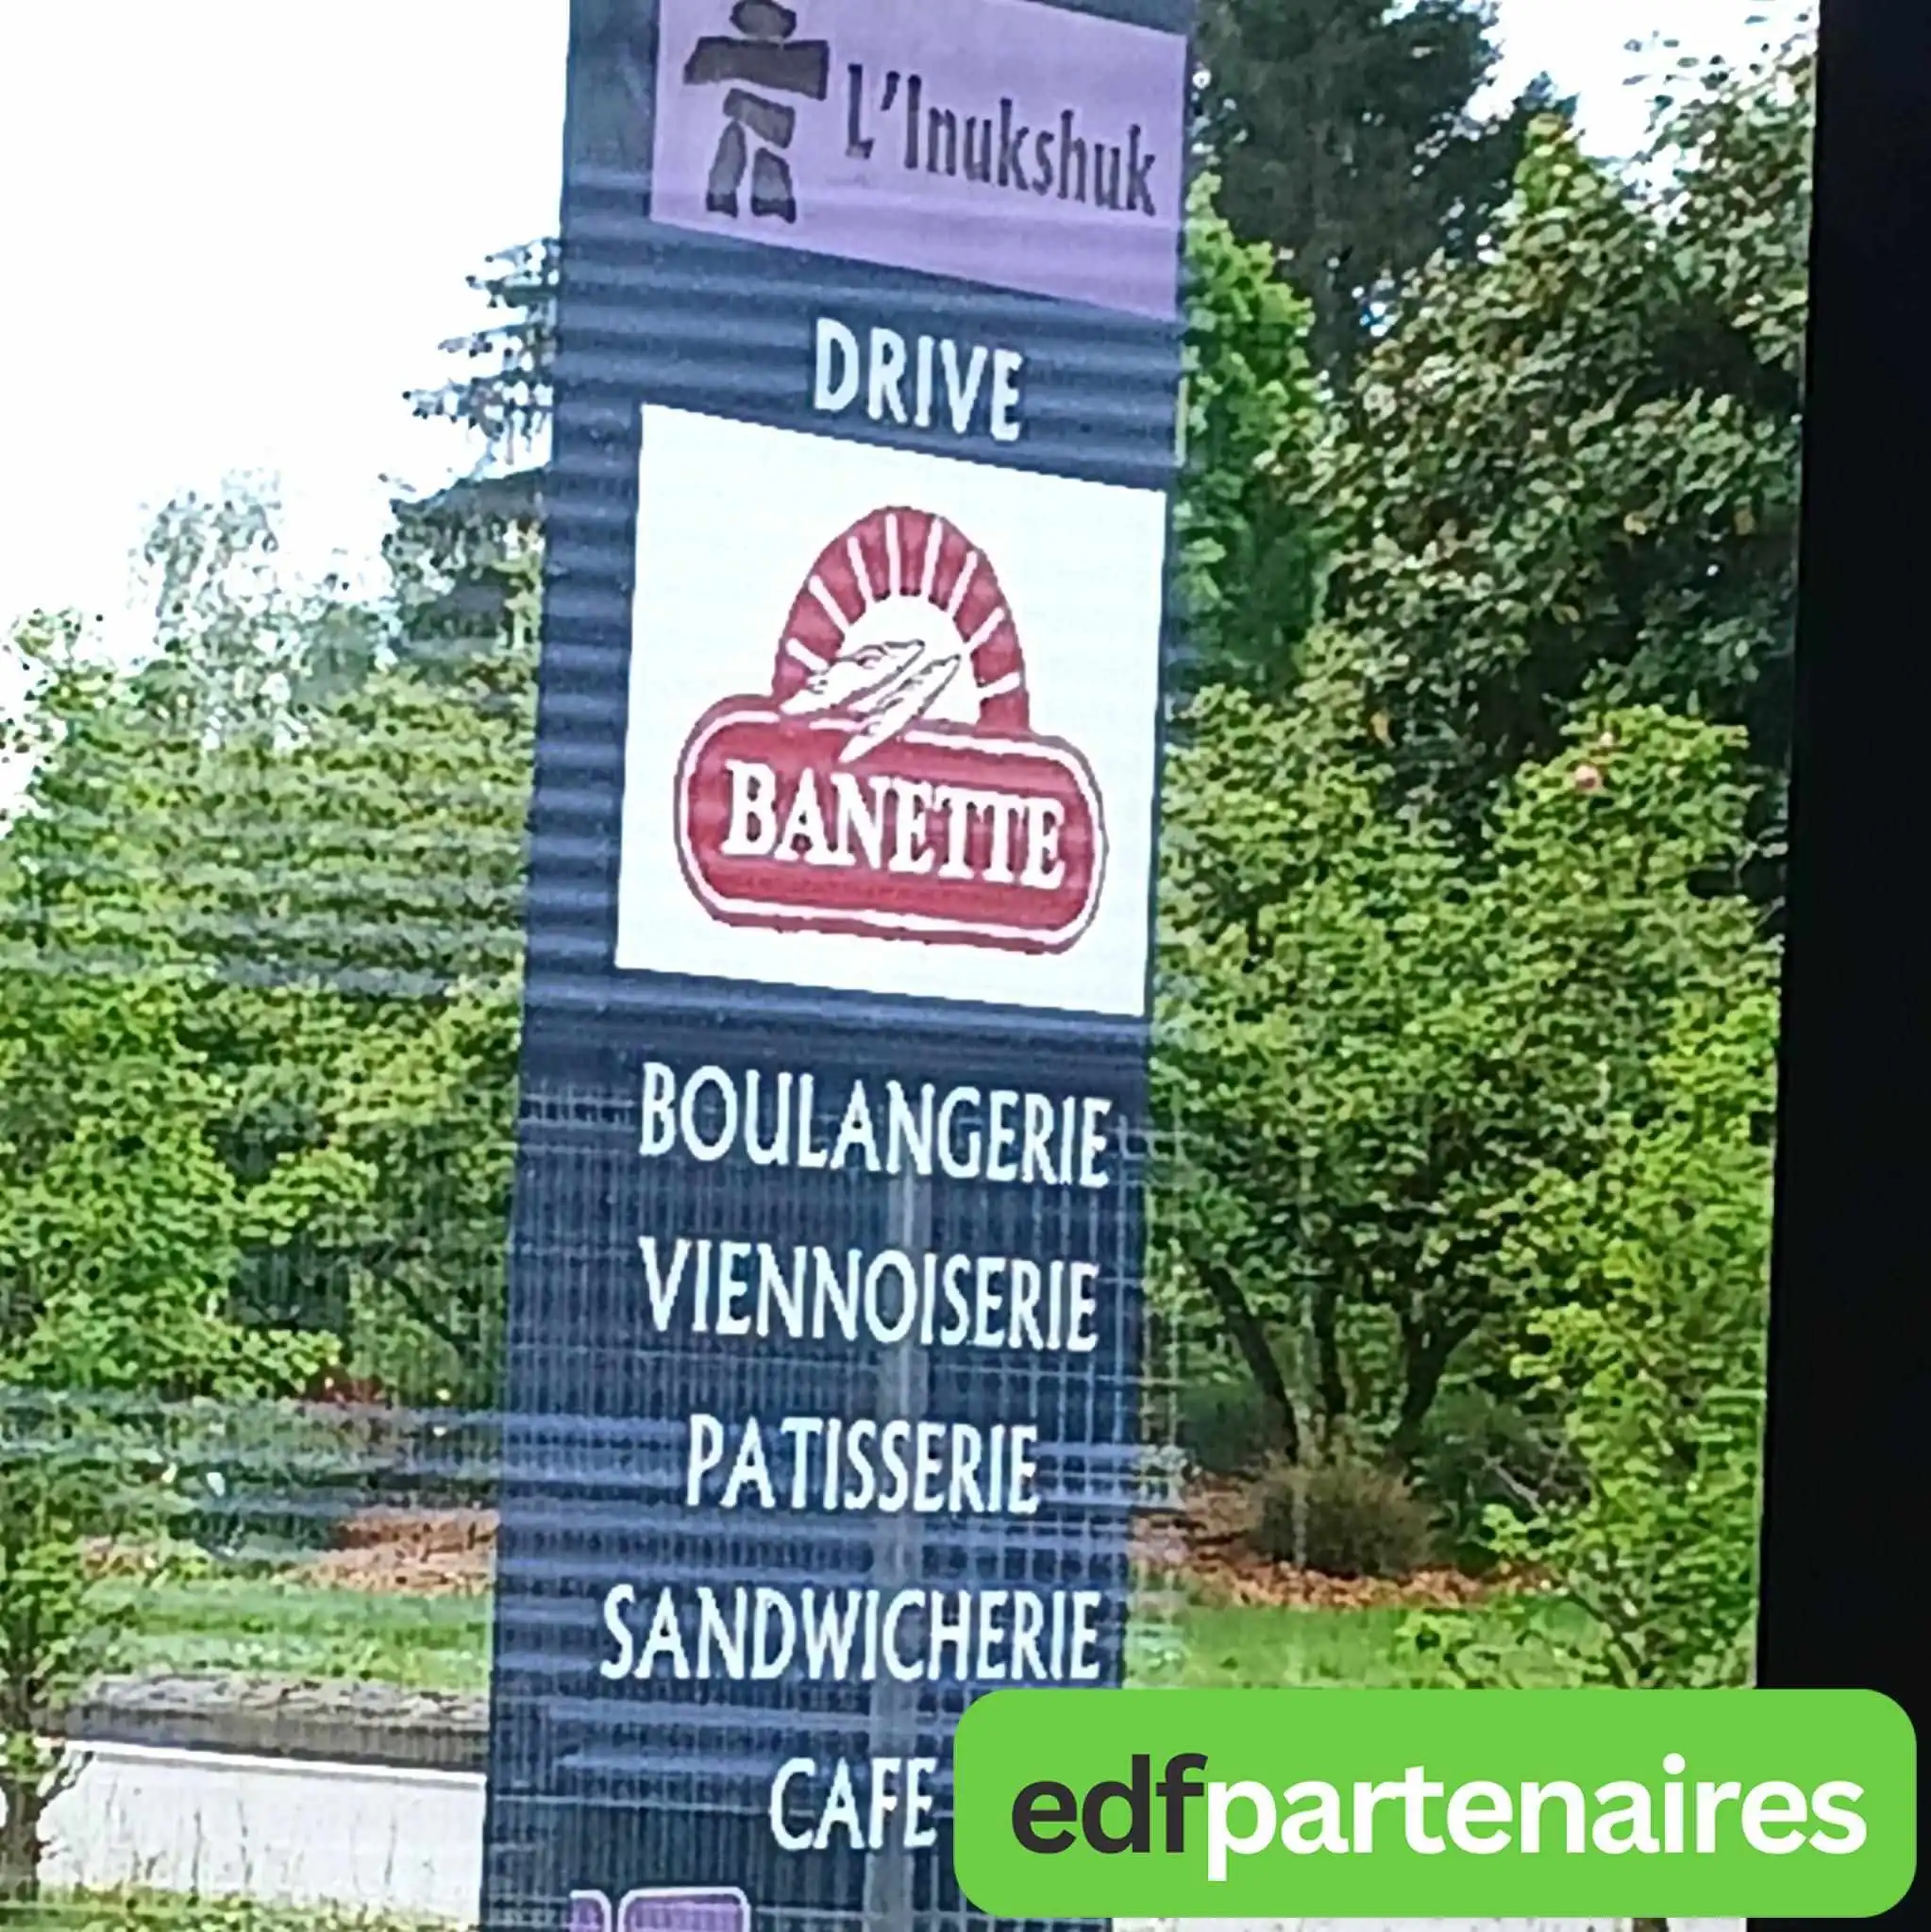 L'Inukshuk
DRIVE
BANETTE
BOULANGERIE
VIENNOISERIE
PATISSERIE
SANDWICHERIE
CAFE
edfpartenaires